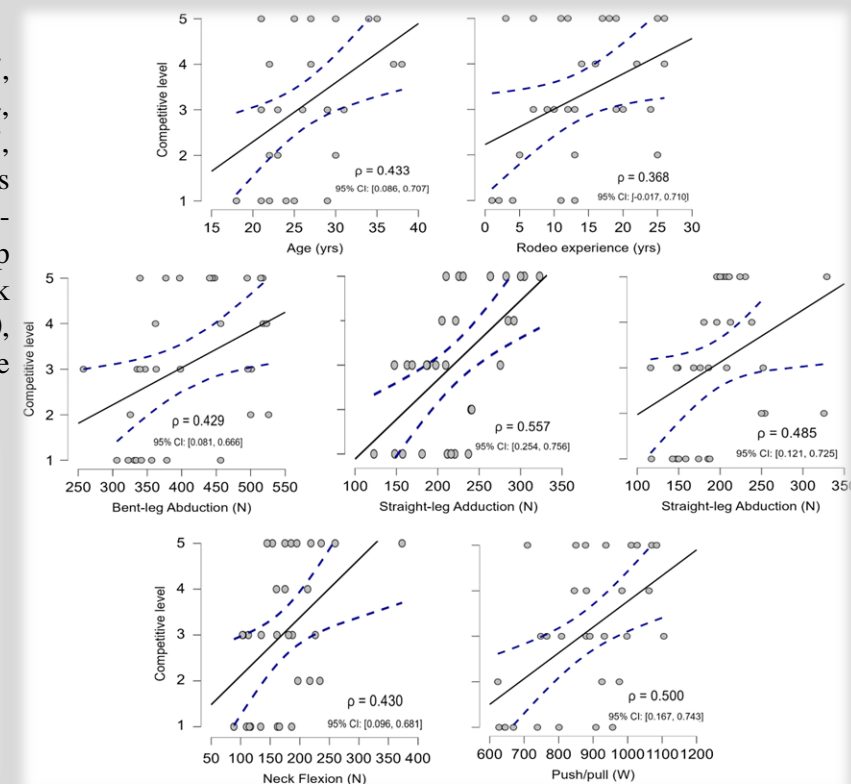 Competitive level
5
4
3
2
1
ρ = 0.433
95% CI: [0.086, 0.707]
15 20 25 30 35 40
Age (yrs)
ρ = 0.368
95% CI: [-0.017, 0.710]
0 5 10 15 20 25 30
Rodeo experience (yrs)
Competitive level
5
4
3
2
1
ρ = 0.429
95% CI: [0.081, 0.666]
250 300 350 400 450 500 550
Bent-leg Abduction (N)
ρ = 0.557
95% CI: [0.254, 0.756]
100 150 200 250 300 350
Straight-leg Adduction (N)
ρ = 0.485
95% CI: [0.121, 0.725]
100 150 200 250 300 35
Straight-leg Abduction (N)
Competitive level
5
4
3
2
1
ρ = 0.430
95% CI: [0.096, 0.681]
50 100 150 200 250 300 350 400
Neck Flexion (N)
ρ = 0.500
95% CI: [0.167, 0.743]
600 700 800 900 1000 1100 1200
Push/pull (W)